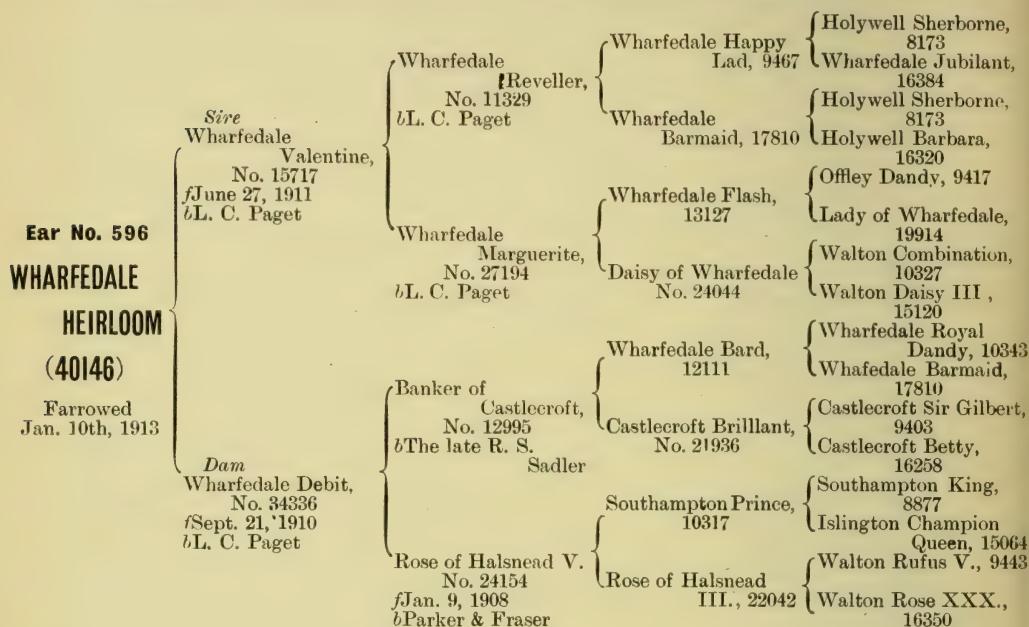 Ear No. 596
WHARFEDALE
HEIRLOOM
(40146)
Farrowed
Jan. 10th, 1913
Sire
Wharfedale
Valentine,
No. 15717
fJune 27, 1911
bL. C. Paget
Dam
Wharfedale Debit,
No. 34336
fSept. 21,'1910
bL. C. Paget
Wharfedale
Reveller,
No. 11329
bL. C. Paget
Wharfedale
Marguerite,
No. 27194
bL. C. Paget
Banker of
Castlecroft,
No. 12995
bThe late R. S.
Sadler
Rose of Halsnead V.
No. 24154
fJan. 9, 1908
bParker & Fraser
Wharfedale Happy
Lad, 9467
Wharfedale
Barmaid, 17810
Wharfedale Flash,
13127
Daisy of Wharfedale
No. 24044
Wharfedale Bard,
12111
Castlecroft Brilllant,
No. 21936
Southampton Prince,
10317
Rose of Halsnead
III., 22042
Holywell Sherborne,
8173
Wharfedale Jubilant,
16384
Holywell Sherborne,
8173
Holywell Barbara,
16320
Offley Dandy, 9417
Lady of Wharfedale,
19914
Walton Combination,
10327
Walton Daisy III ,
15120
Wharfedale Royal
Dandy, 10343
Whafedale Barmaid,
17810
Castlecroft Sir Gilbert,
9403
Castlecroft Betty,
16258
Southampton King,
8877
Islington Champion
Queen, 15064
Walton Rufus V., 9443
Walton Rose XXX.,
16350